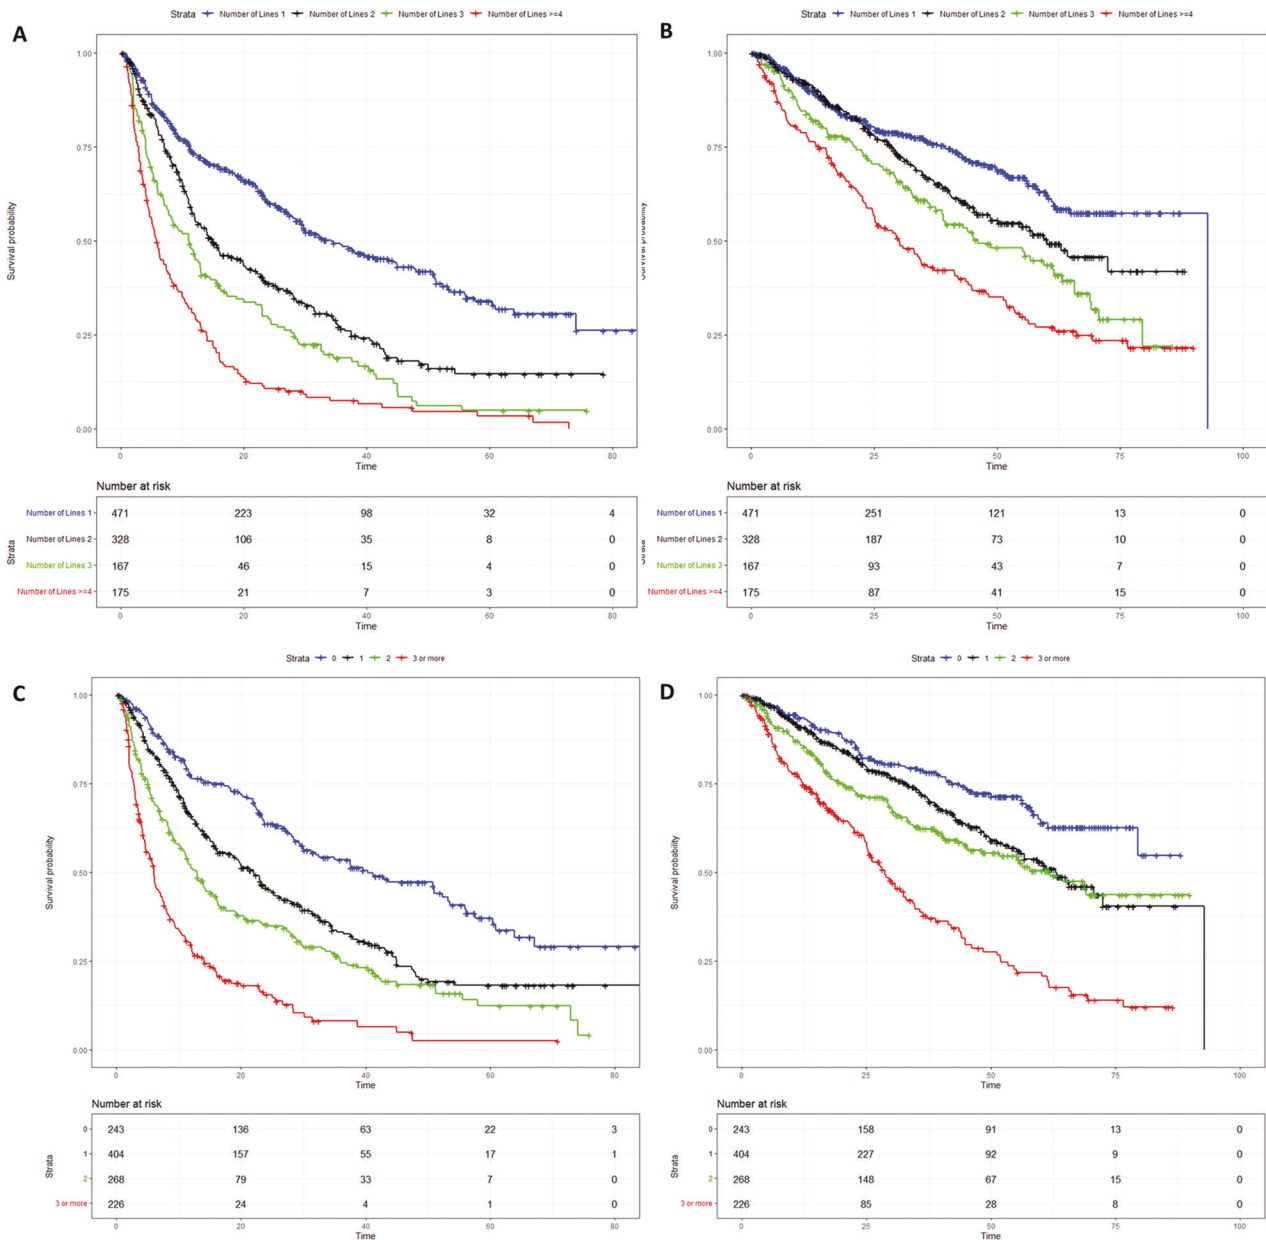 A
Strata Number of Lines 1 Number of Lines 2 Number of Lines 3 Number of Lines >=4
Survival probability
1.00
0.75
0.50
0.25
0.00
0 20 40 60 80
Time
Number at risk
Strata
Number of Lines 1 471 223 98 32 4
Number of Lines 2 328 106 35 8 0
Number of Lines 3 167 46 15 4 0
Number of Lines >=4 175 21 7 3 0
0 20 40 60 80
Time
B
Strata Number of Lines 1 Number of Lines 2 Number of Lines 3 Number of Lines >=4
Survival probability
1.00
0.75
0.50
0.25
0.00
0 25 50 75 100
Time
Number at risk
Strata
Number of Lines 1 471 251 121 13 0
Number of Lines 2 328 187 73 10 0
Number of Lines 3 167 93 43 7 0
Number of Lines >=4 175 87 41 15 0
0 25 50 75 100
Time
C
Strata 0 1 2 3 or more
Survival probability
1.00
0.75
0.50
0.25
0.00
0 20 40 60 80
Time
Number at risk
Strata
0 243 136 63 22 3
1 404 157 55 17 1
2 268 79 33 7 0
3 or more 226 24 4 1 0
0 20 40 60 80
Time
D
Strata 0 1 2 3 or more
Survival probability
1.00
0.75
0.50
0.25
0.00
0 25 50 75 100
Time
Number at risk
Strata
0 243 158 91 13 0
1 404 227 92 9 0
2 268 148 67 15 0
3 or more 226 85 28 8 0
0 25 50 75 100
Time